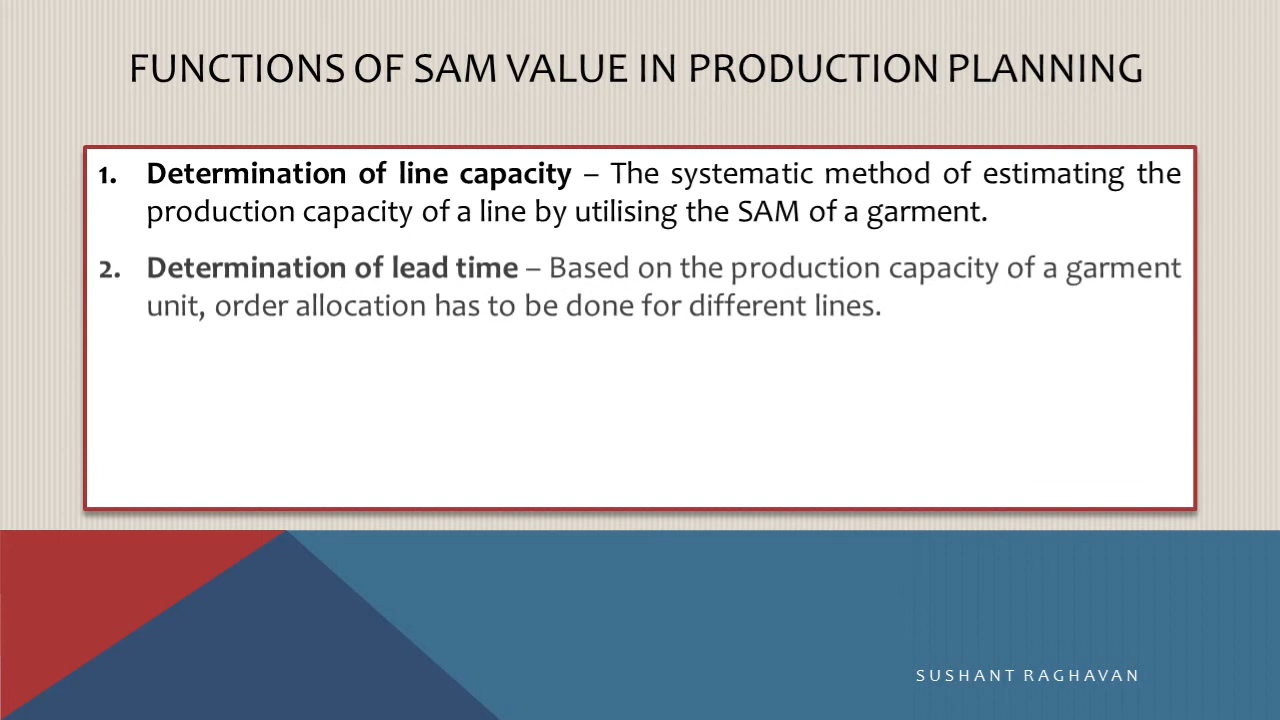 FUNCTIONS OF SAM VALUE IN PRODUCTION PLANNING
1. Determination of line capacity – The systematic method of estimating the
production capacity of a line by utilising the SAM of a garment.
2. Determination of lead time – Based on the production capacity of a garment
unit, order allocation has to be done for different lines.
SUSHANT RAGHAVAN